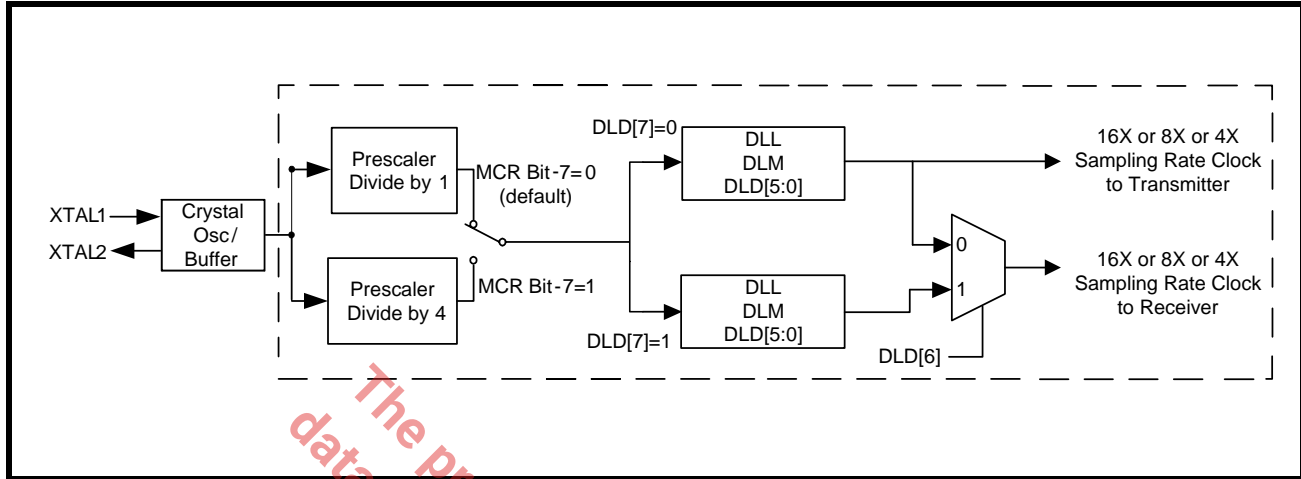 XTAL1
XTAL2
Crystal
Osc/
Buffer
Prescaler
Divide by 1
Prescaler
Divide by 4
MCR Bit-7=0
(default)
MCR Bit-7=1
DLD[7]=0
DLL
DLM
DLD[5:0]
DLD[7]=1
DLL
DLM
DLD[5:0]
0
1
DLD[6]
16X or 8X or 4X
Sampling Rate Clock
to Transmitter
16X or 8X or 4X
Sampling Rate Clock
to Receiver
The